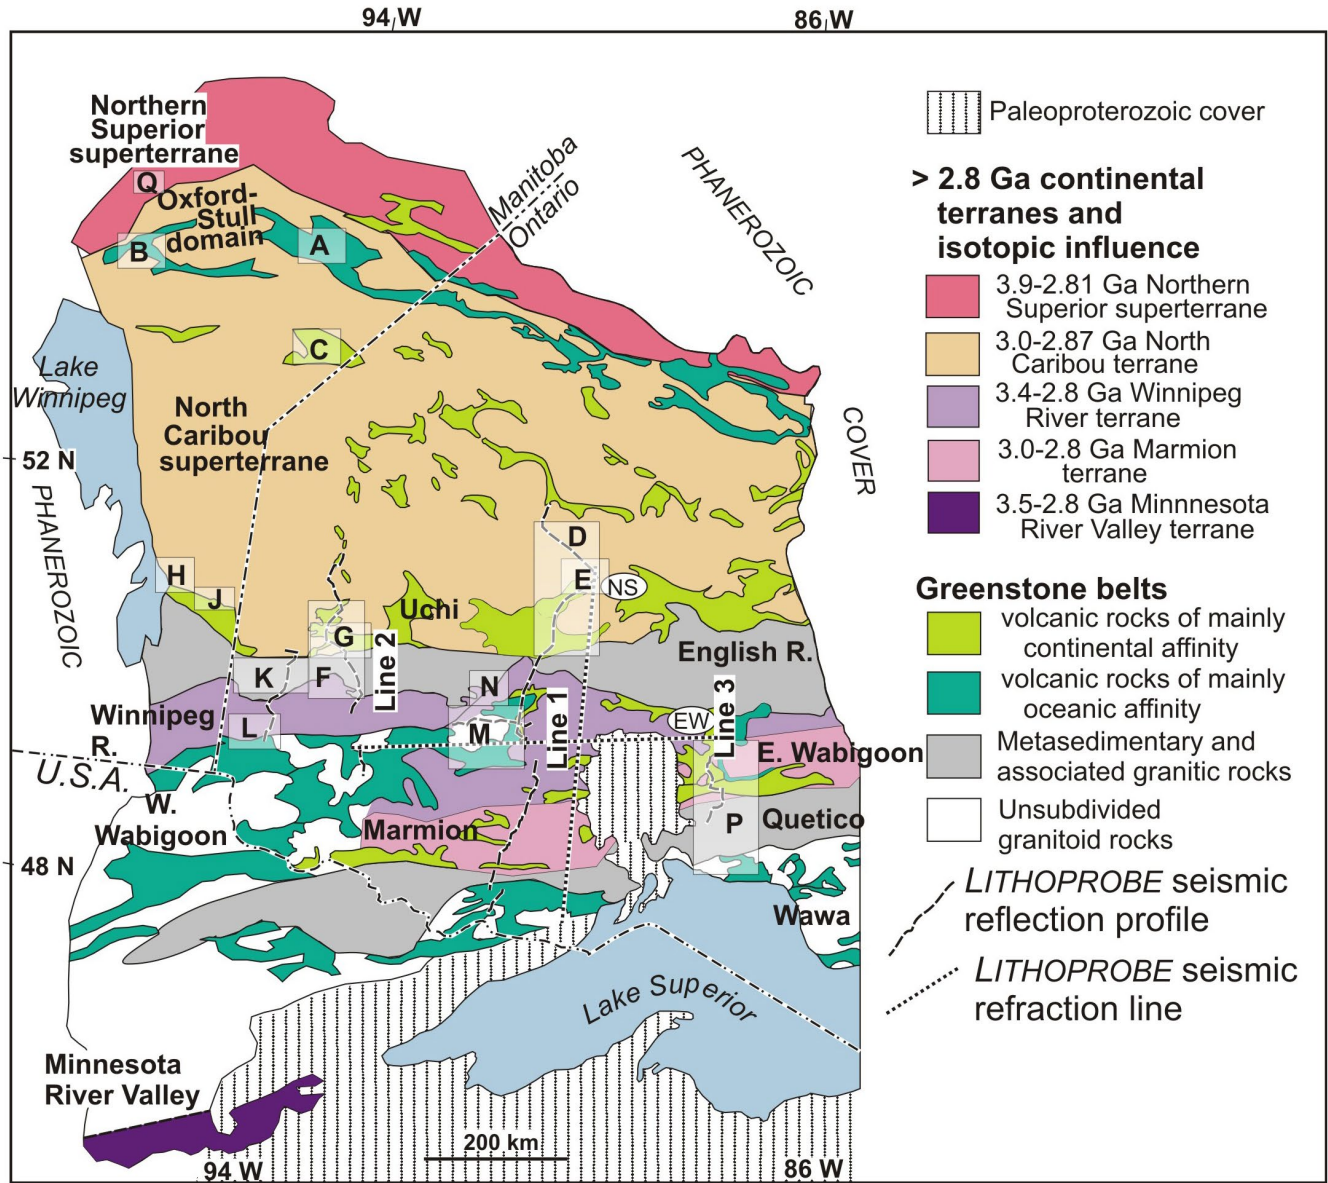 94 W
86 W
Northern
Superior
superterrane
Q
Oxford-
Stull
domain
B
A
Manitoba
Ontario
PHANEROZOIC
COVER
C
Lake
Winnipeg
North
Caribou
superterrane
52 N
PHANEROZOIC
D
E
NS
H
J
Uchi
G
Line 2
English R.
K
F
N
Winnipeg
R.
L
M
Line 1
EW
Line 3
E. Wabigoon
U.S.A.
W.
Wabigoon
Marmion
P
Quetico
48 N
Wawa
Lake Superior
Minnesota
River Valley
200 km
94 W
86 W
Paleoproterozoic cover
> 2.8 Ga continental
terranes and
isotopic influence
3.9-2.81 Ga Northern
Superior superterrane
3.0-2.87 Ga North
Caribou terrane
3.4-2.8 Ga Winnipeg
River terrane
3.0-2.8 Ga Marmion
terrane
3.5-2.8 Ga Minnnesota
River Valley terrane
Greenstone belts
volcanic rocks of mainly
continental affinity
volcanic rocks of mainly
oceanic affinity
Metasedimentary and
associated granitic rocks
Unsubdivided
granitoid rocks
LITHOPROBE seismic
reflection profile
LITHOPROBE seismic
refraction line